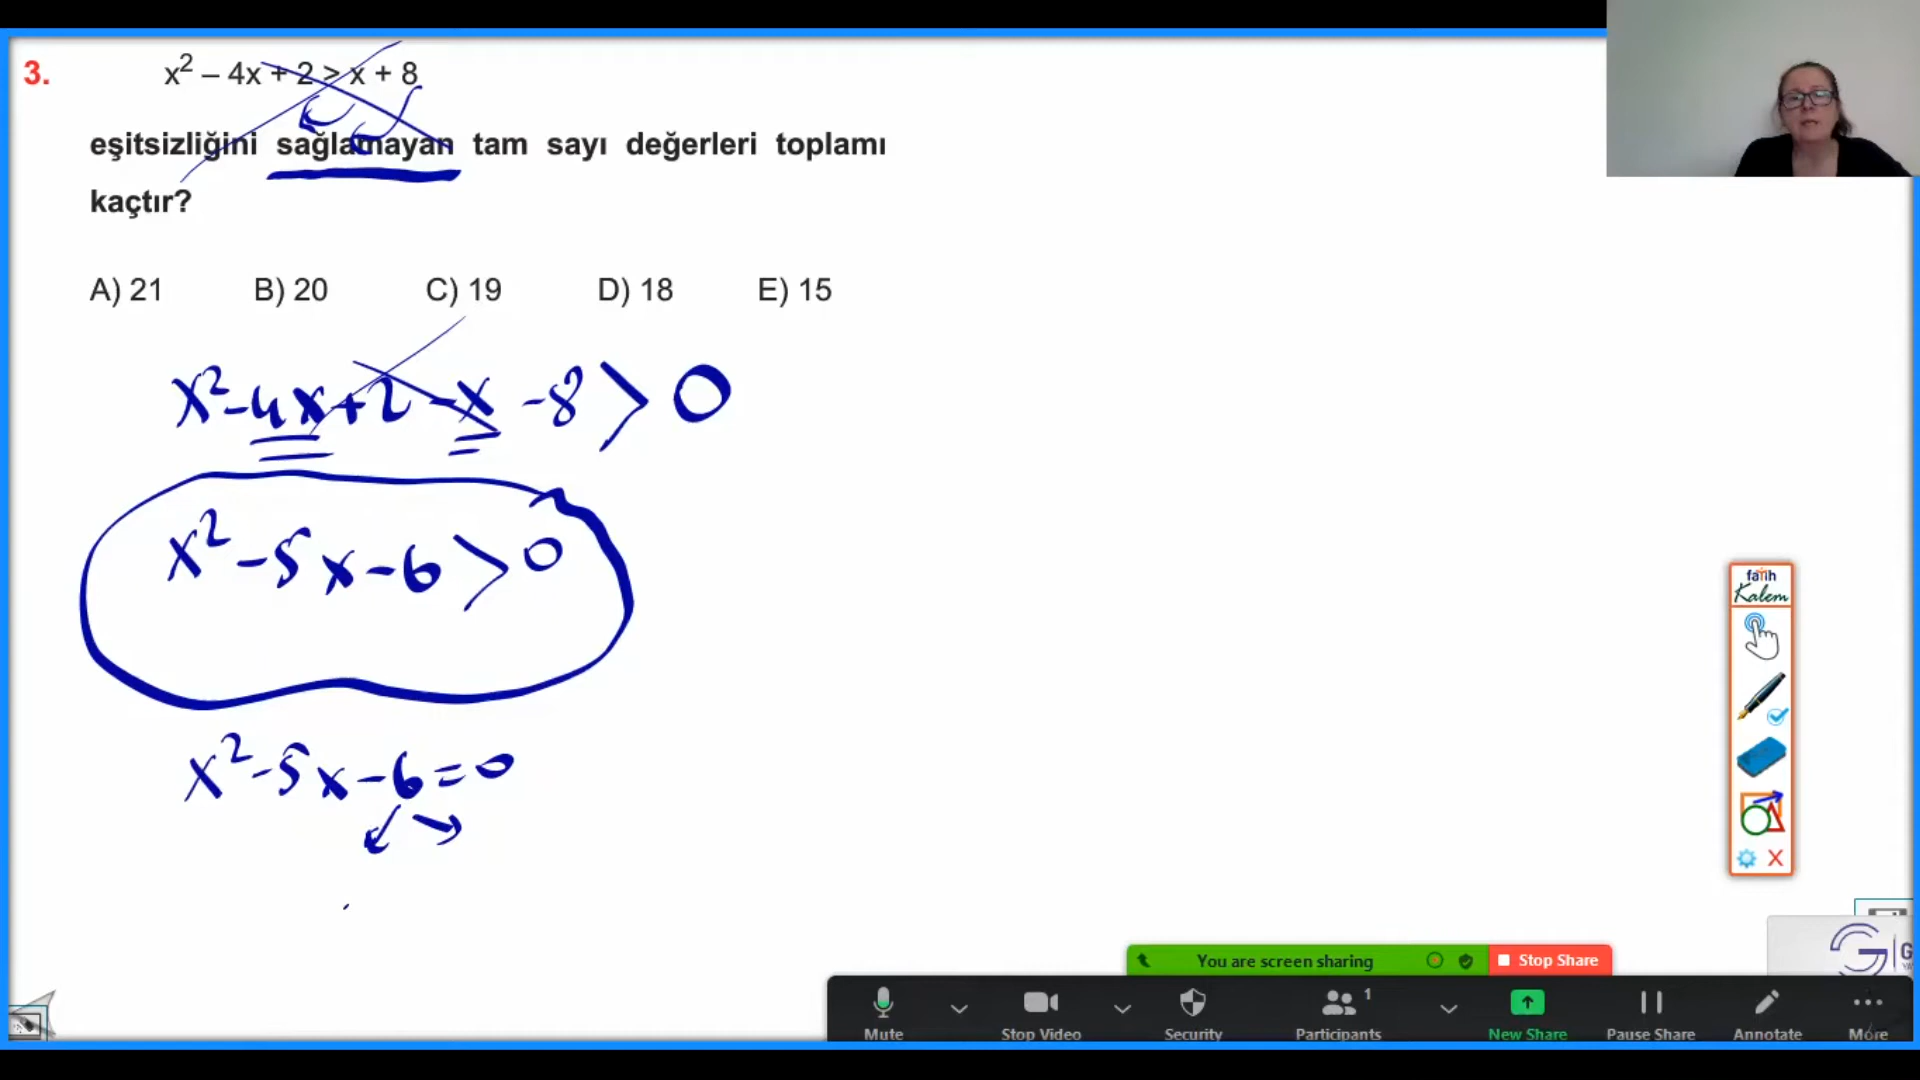 3. x² – 4x + 2 > x + 8
eşitsizliğini sağlamayan tam sayı değerleri toplamı
kaçtır?
A) 21 B) 20 C) 19 D) 18 E) 15
x² - 4x + 2 - x - 8 > 0
x² - 5x - 6 > 0
x² - 5x - 6 = 0
fatih
Kalem
G
You are screen sharing Stop Share
1
Mute Stop Video Security Participants New Share Pause Share Annotate More